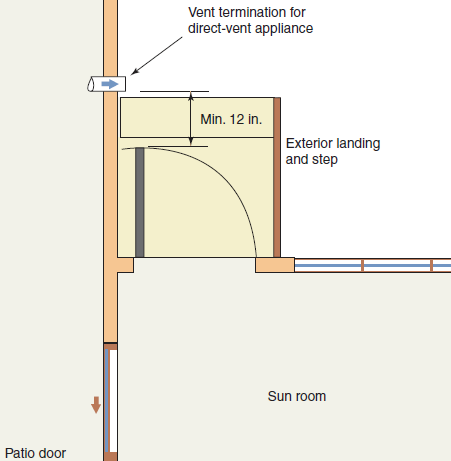 Vent termination for
direct-vent appliance
Min. 12 in.
Exterior landing
and step
Sun room
Patio door